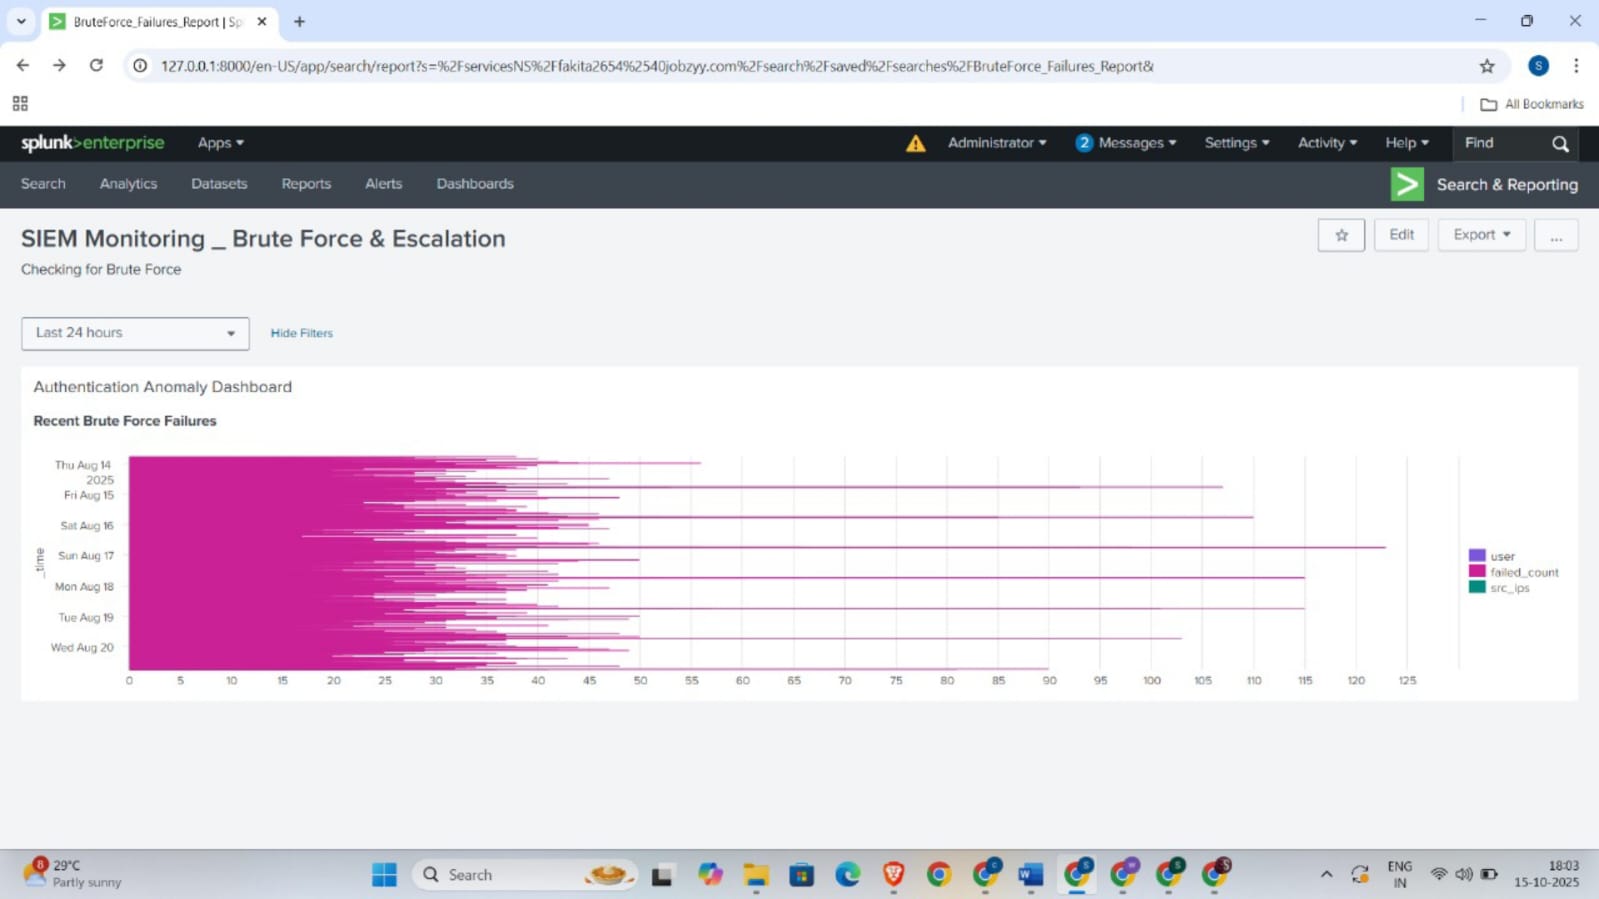 BruteForce_Failures_Report | Sp
127.0.0.1:8000/en-US/app/search/report?s=%2FservicesNS%2Ffakita2654%2540jobzyy.com%2Fsearch%2Fsaved%2Fsearches%2FBruteForce_Failures_Report&
All Bookmarks
splunk>enterprise Apps Administrator 2 Messages Settings Activity Help Find
Search Analytics Datasets Reports Alerts Dashboards > Search & Reporting
SIEM Monitoring _ Brute Force & Escalation Edit Export ...
Checking for Brute Force
Last 24 hours Hide Filters
Authentication Anomaly Dashboard
Recent Brute Force Failures
Thu Aug 14
2025
Fri Aug 15
Sat Aug 16
Sun Aug 17
Mon Aug 18
Tue Aug 19
Wed Aug 20
_time
0 5 10 15 20 25 30 35 40 45 50 55 60 65 70 75 80 85 90 95 100 105 110 115 120 125
user
failed_count
src_ips
8 29°C
Partly sunny
Search
ENG
IN
18:03
15-10-2025